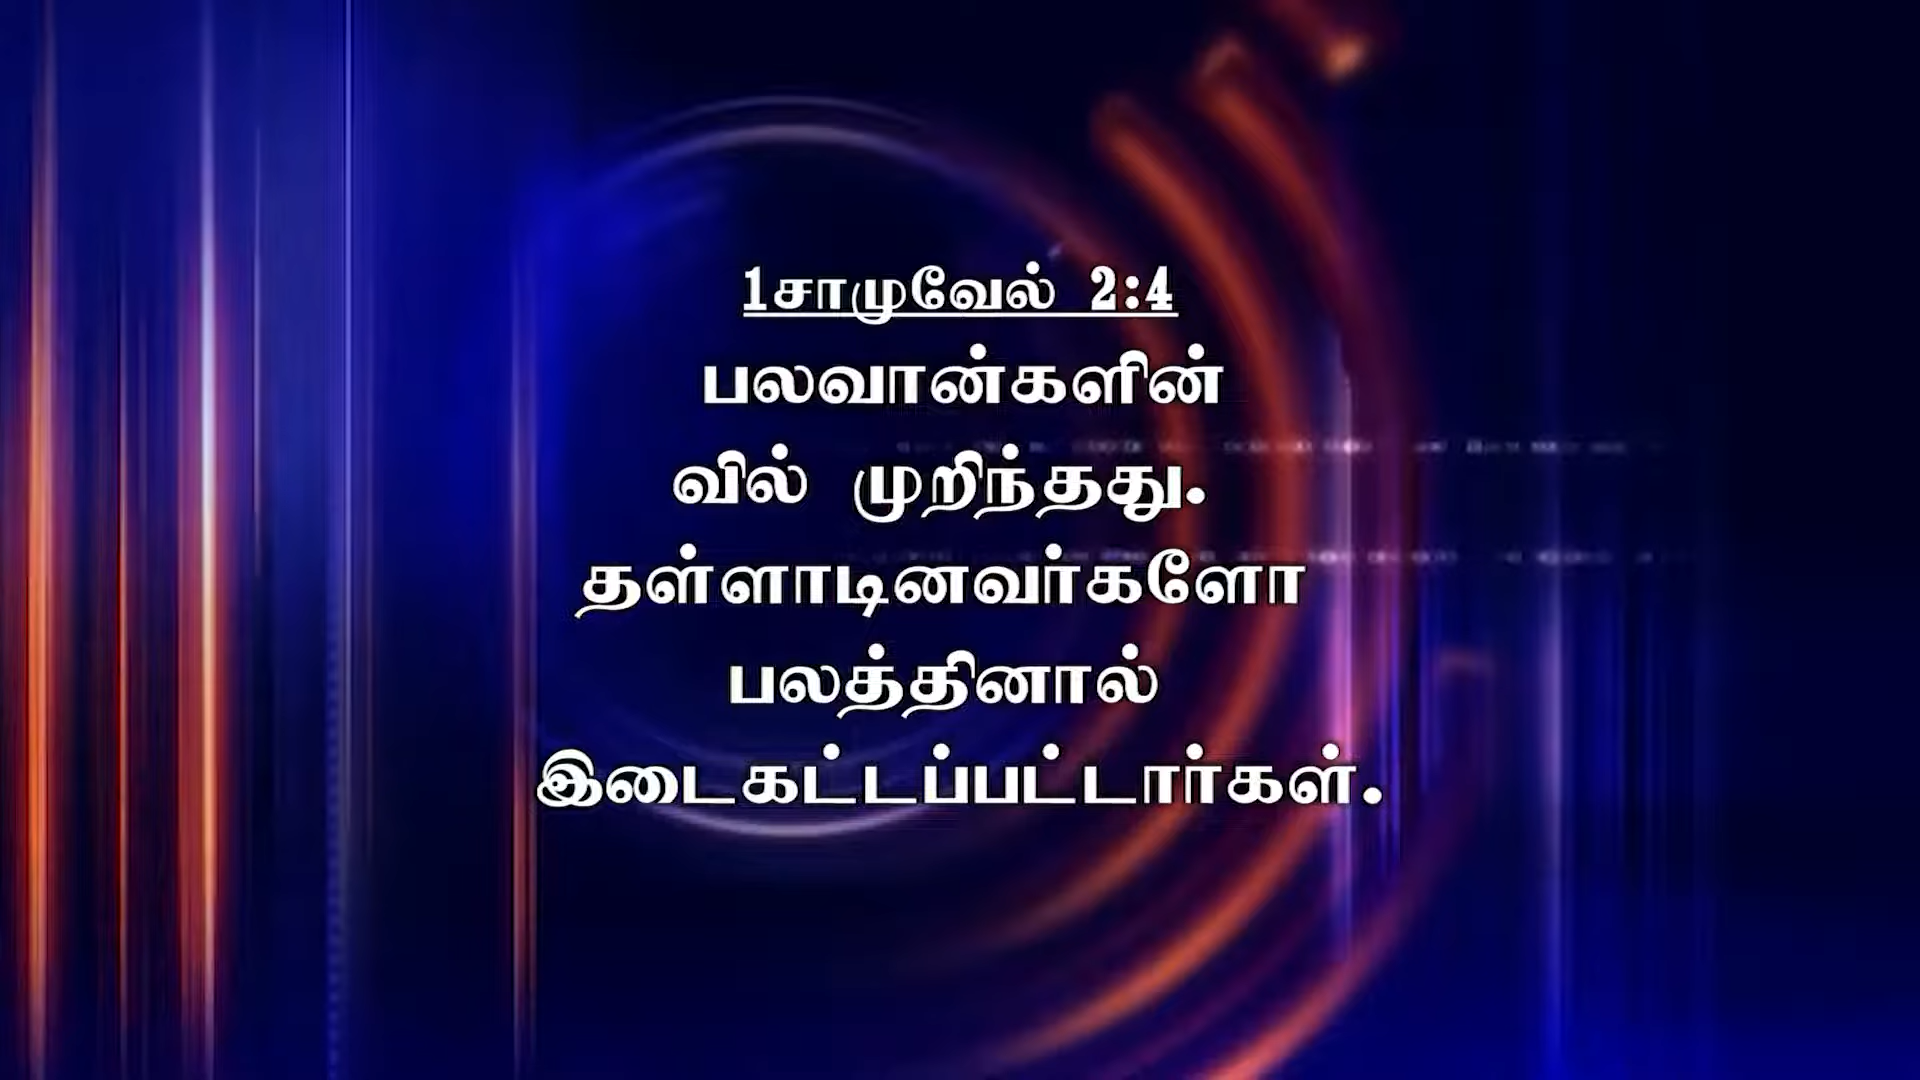 1சாமுவேல் 2:4
பலவான்களின்
வில் முறிந்தது.
தள்ளாடினவர்களோ
பலத்தினால்
இடைகட்டப்பட்டார்கள்.